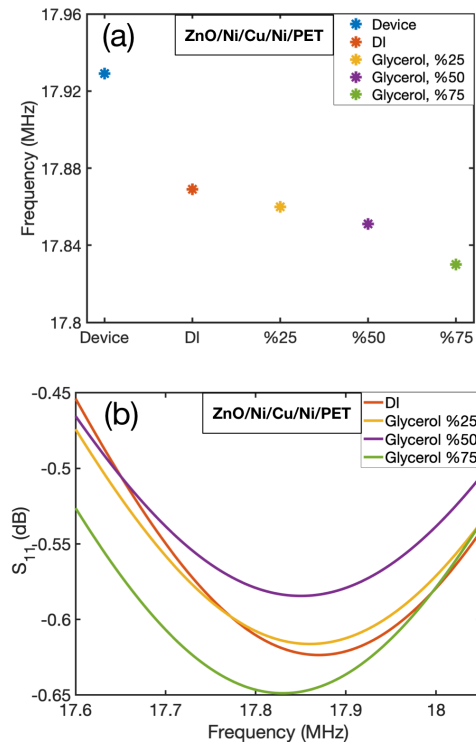 (a)
ZnO/Ni/Cu/Ni/PET
Device
DI
Glycerol, %25
Glycerol, %50
Glycerol, %75
Frequency (MHz)
17.96
17.92
17.88
17.84
17.8
Device DI %25 %50 %75
(b)
ZnO/Ni/Cu/Ni/PET
DI
Glycerol %25
Glycerol %50
Glycerol %75
S11 (dB)
-0.45
-0.5
-0.55
-0.6
-0.65
17.6 17.7 17.8 17.9 18
Frequency (MHz)